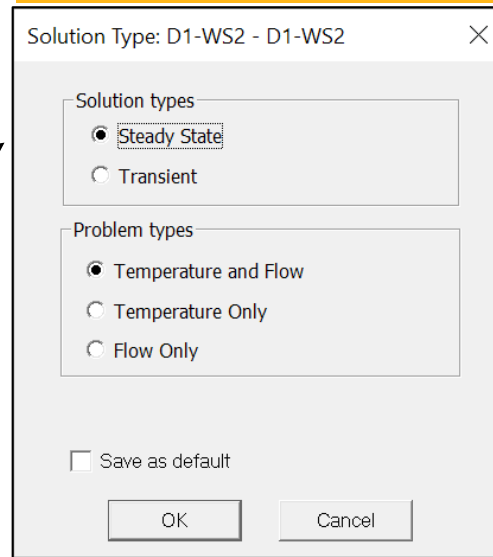 Solution Type: D1-WS2 - D1-WS2
Solution types
Steady State
Transient
Problem types
Temperature and Flow
Temperature Only
Flow Only
Save as default
OK Cancel